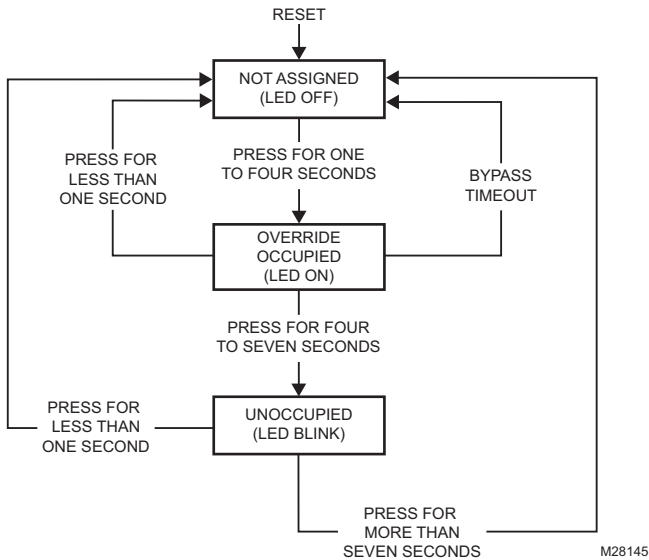 RESET
NOT ASSIGNED
(LED OFF)
PRESS FOR
LESS THAN
ONE SECOND
PRESS FOR ONE
TO FOUR SECONDS
BYPASS
TIMEOUT
OVERRIDE
OCCUPIED
(LED ON)
PRESS FOR FOUR
TO SEVEN SECONDS
PRESS FOR
LESS THAN
ONE SECOND
UNOCCUPIED
(LED BLINK)
PRESS FOR
MORE THAN
SEVEN SECONDS
M28145